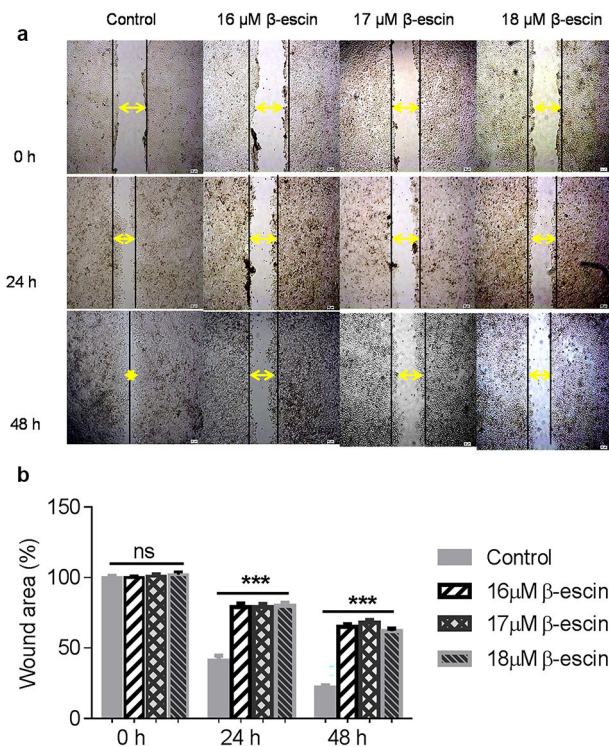 Control 16 µM β-escin 17 µM β-escin 18 µM β-escin
a
0 h
24 h
48 h
b
Wound area (%)
150
100
50
0
ns
***
***
0 h 24 h 48 h
Control
16µM β-escin
17µM β-escin
18µM β-escin